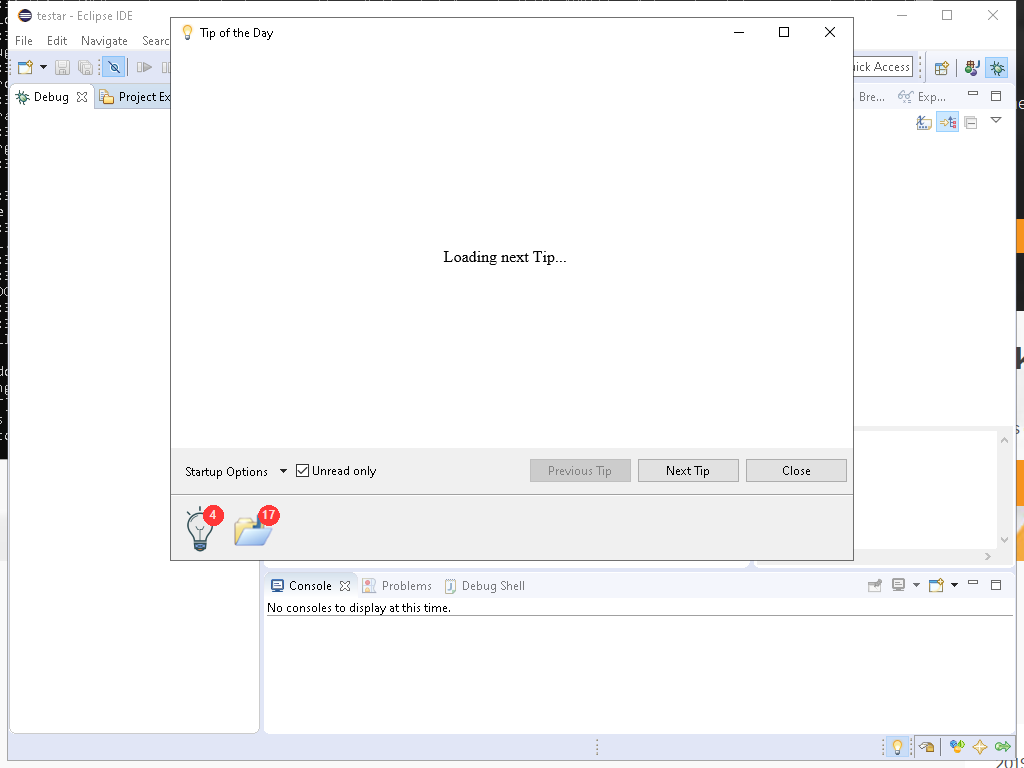 testar - Eclipse IDE
File Edit Navigate Searc
Tip of the Day
uick Access
Debug
Project Ex
Bre...
Exp...
Loading next Tip...
Startup Options
Unread only
Previous Tip
Next Tip
Close
4
17
Console
Problems
Debug Shell
No consoles to display at this time.